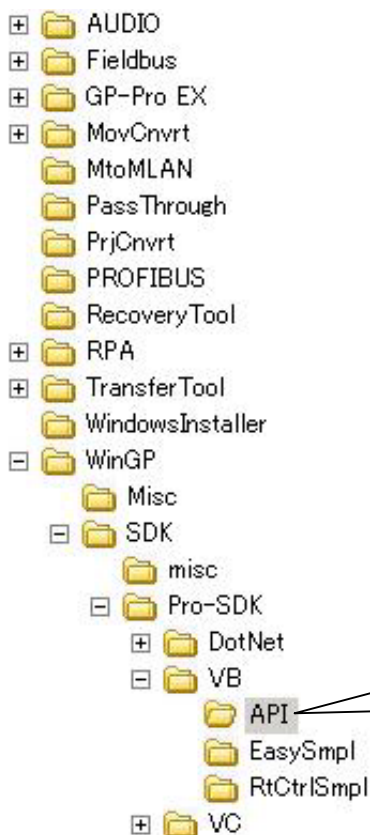 AUDIO
Fieldbus
GP-Pro EX
MovCnvrt
MtoMLAN
PassThrough
PrjCnvrt
PROFIBUS
RecoveryTool
RPA
TransferTool
WindowsInstaller
WinGP
Misc
SDK
misc
Pro-SDK
DotNet
VB
API
EasySmpl
RtCtrlSmpl
VC